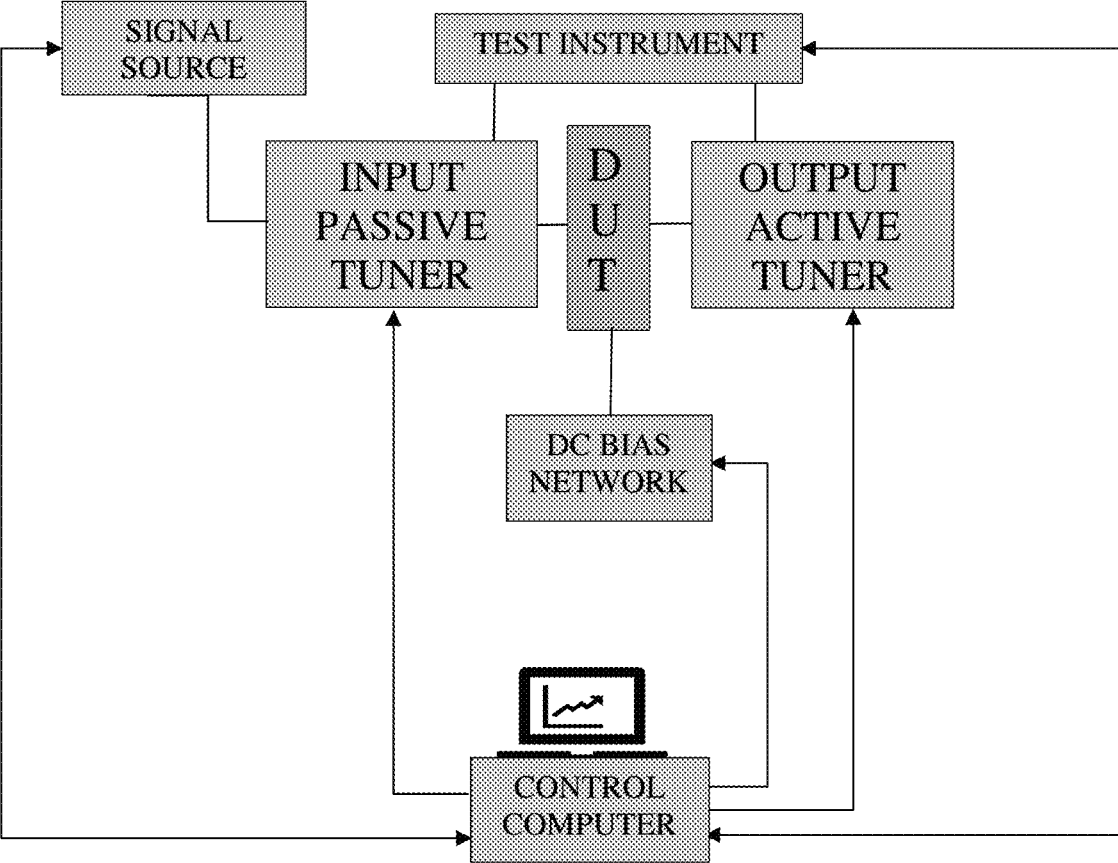 SIGNAL
SOURCE
TEST INSTRUMENT
INPUT
PASSIVE
TUNER
D
U
T
OUTPUT
ACTIVE
TUNER
DC BIAS
NETWORK
CONTROL
COMPUTER